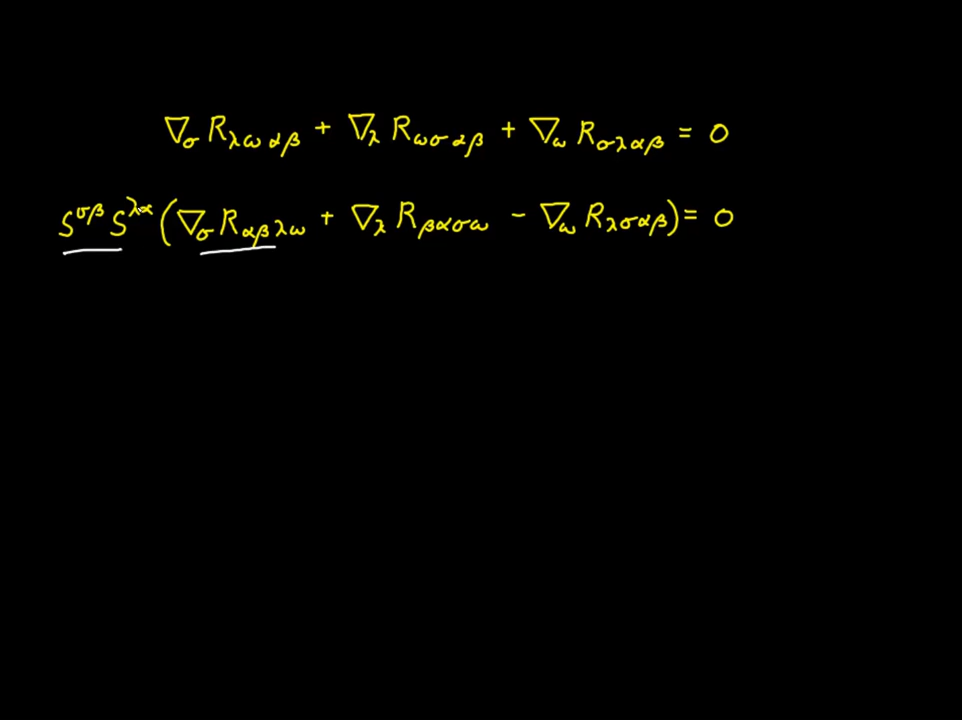 ∇_σ R_{λωαβ} + ∇_λ R_{ωσαβ} + ∇_ω R_{σλαβ} = 0
S^{σβ} S^{λα} (∇_σ R_{αβλω} + ∇_λ R_{βασω} - ∇_ω R_{λσαβ}) = 0